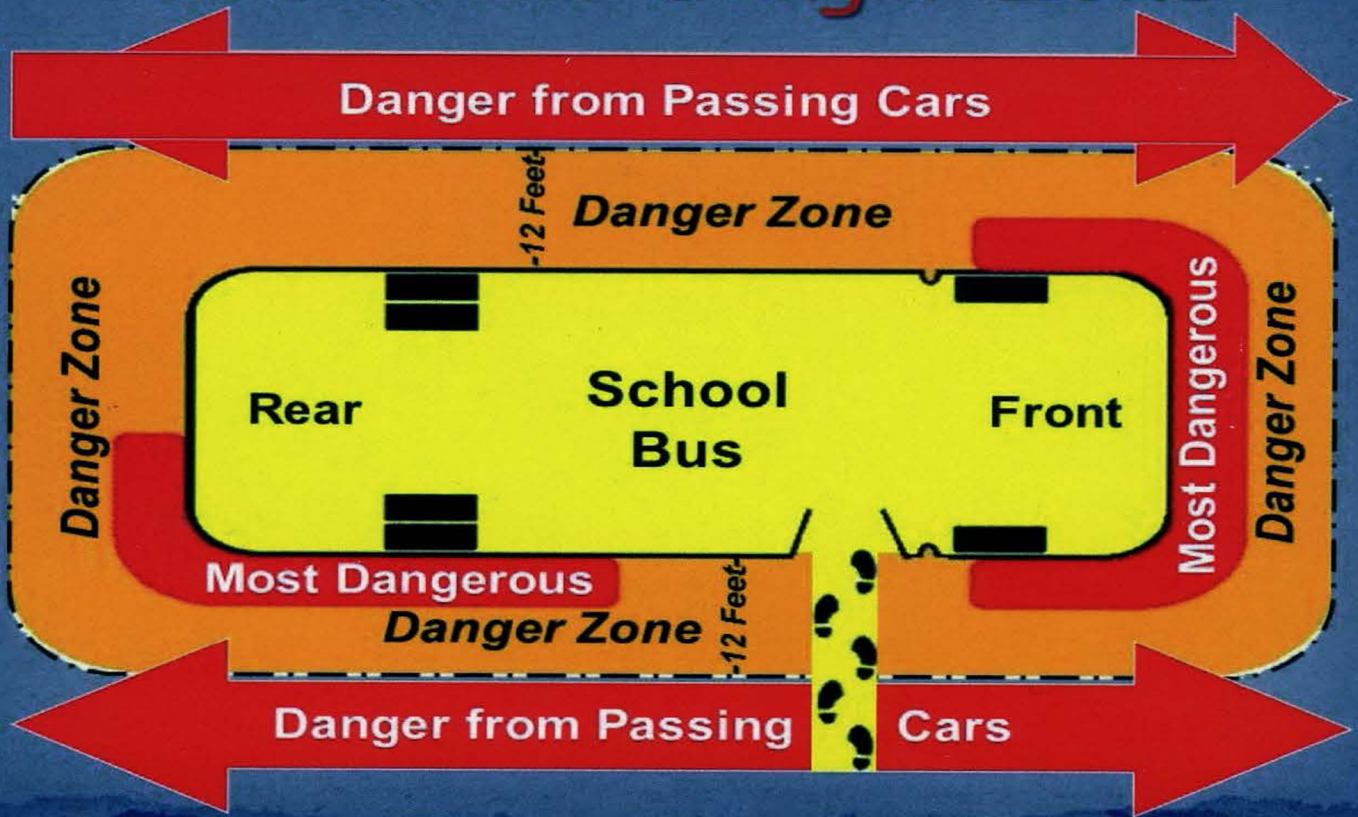 Danger from Passing Cars
-12 Feet-
Danger Zone
Danger Zone
Rear
School
Bus
Front
Most Dangerous
Danger Zone
Most Dangerous
Danger Zone
-12 Feet-
Danger from Passing Cars